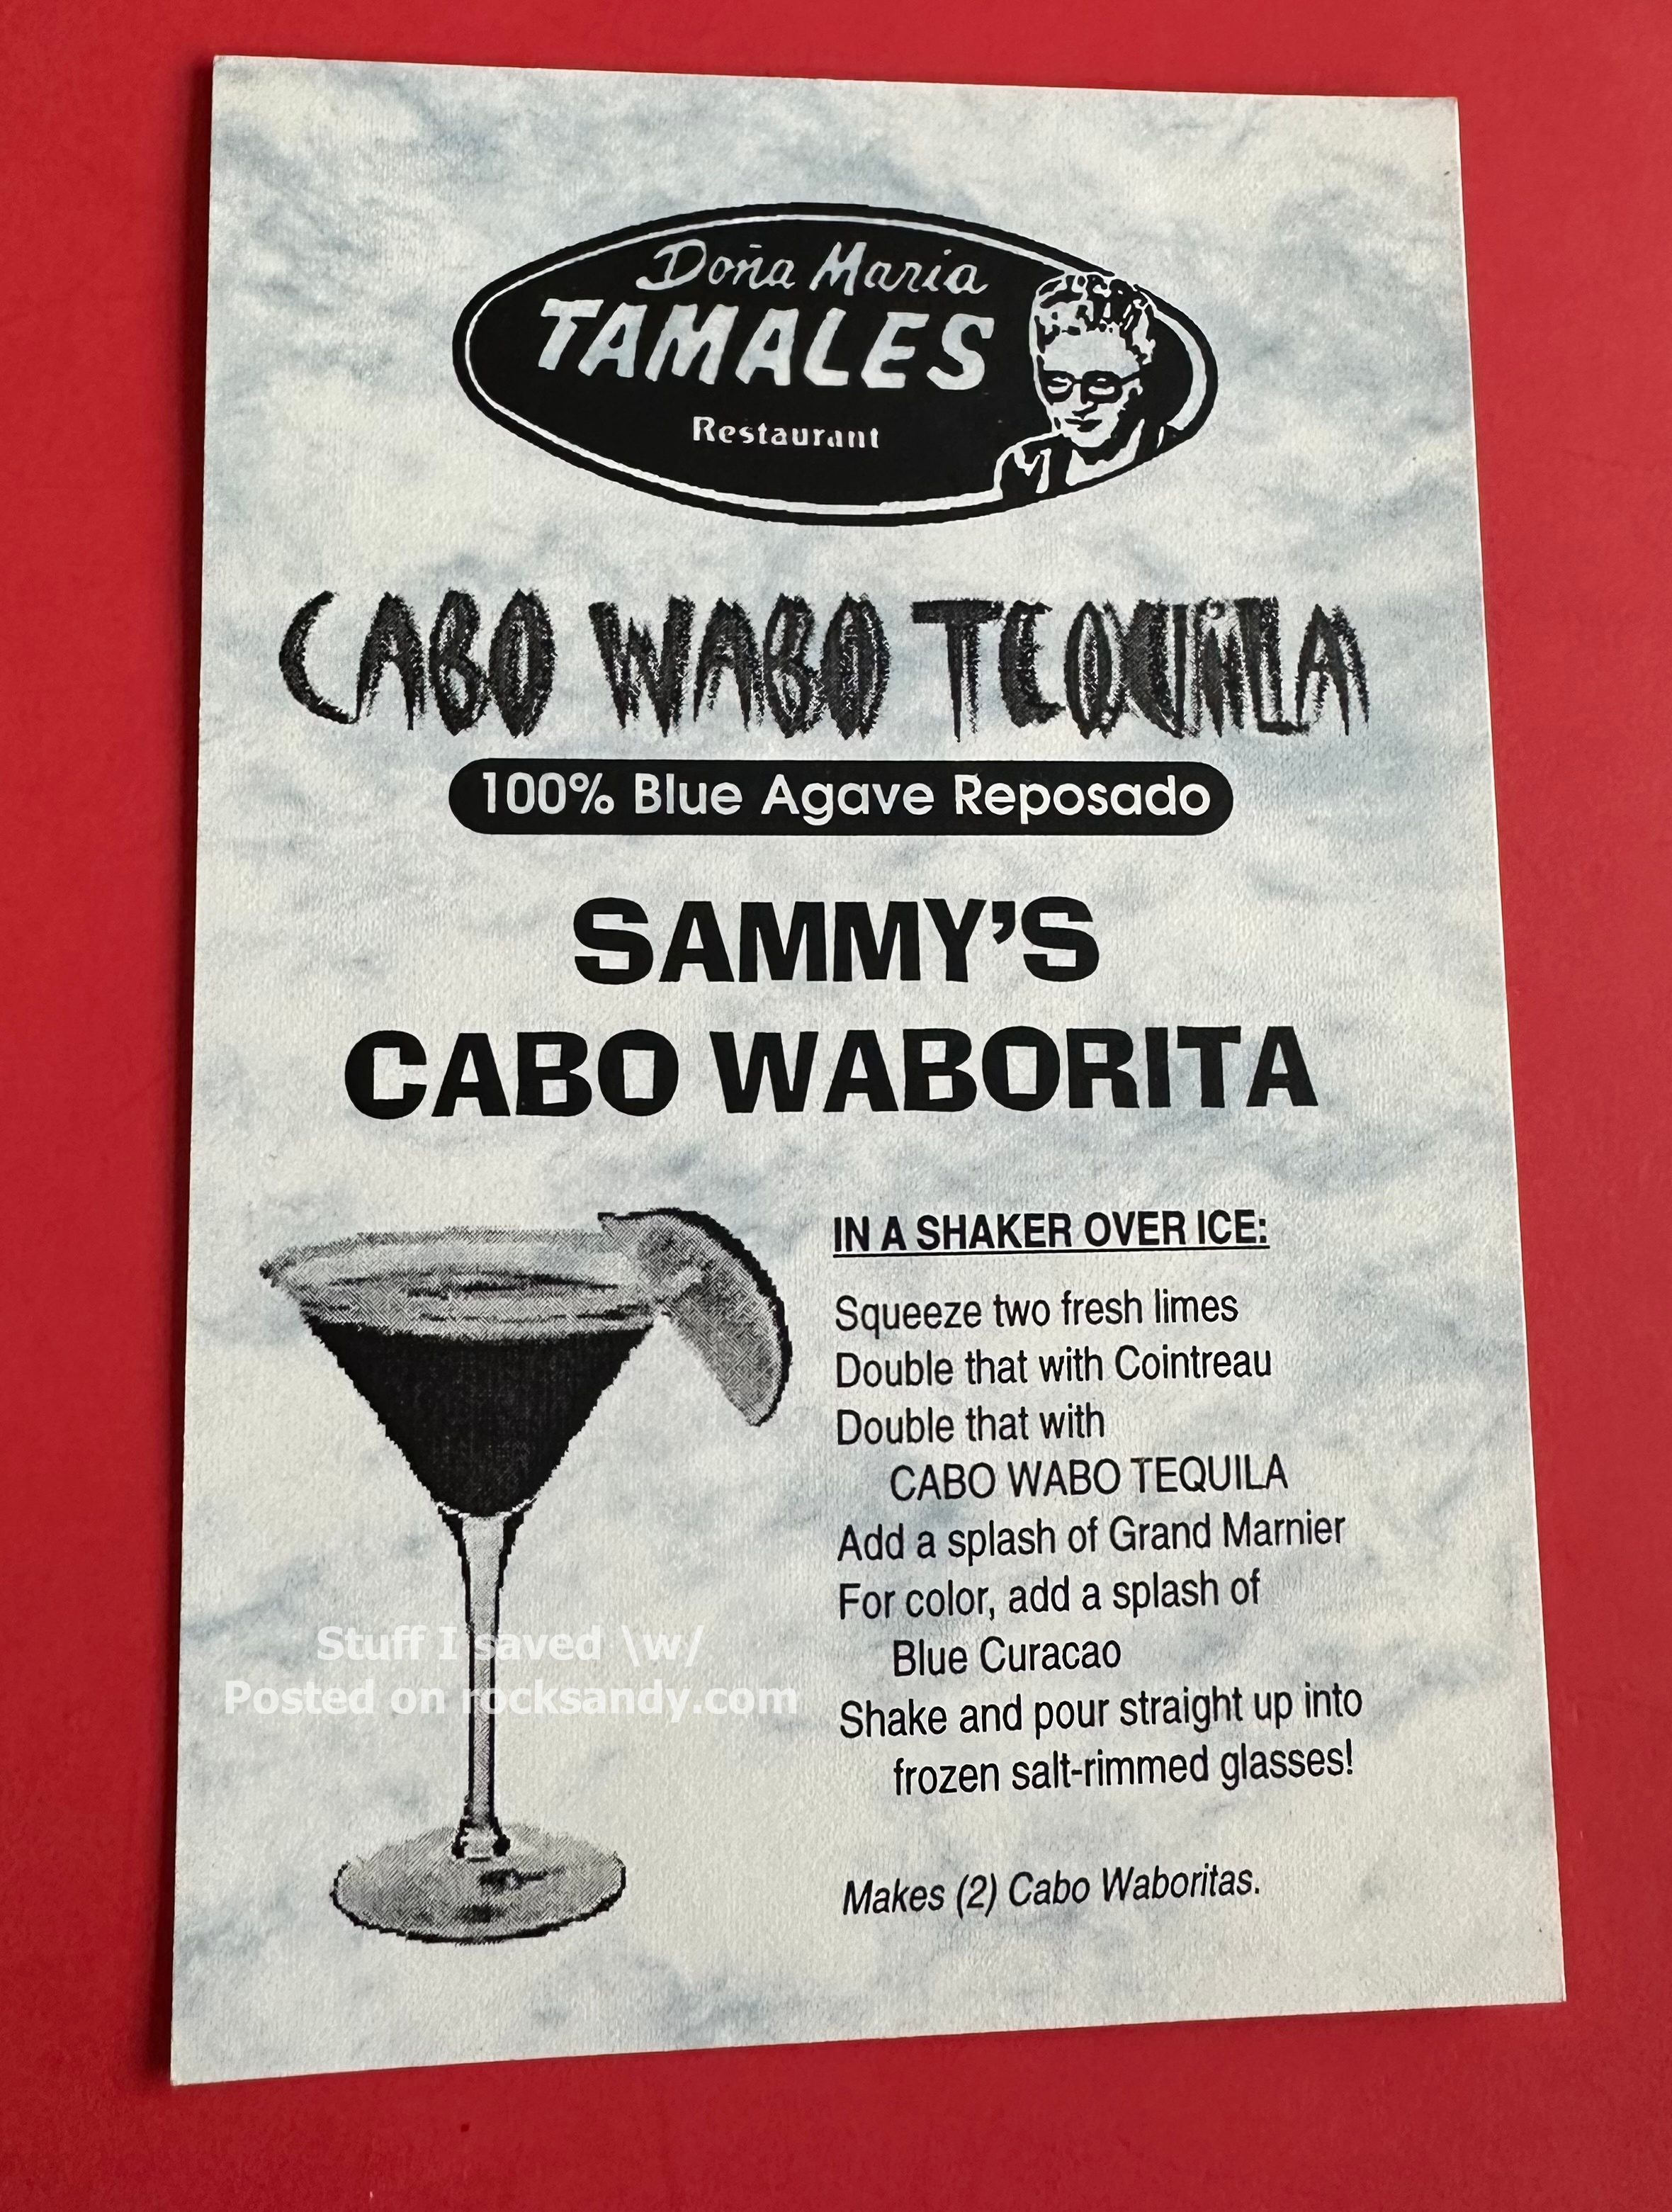 Doña Maria
TAMALES
Restaurant
CABO WABO TEQUILA
100% Blue Agave Reposado
SAMMY'S
CABO WABORITA
IN A SHAKER OVER ICE:
Squeeze two fresh limes
Double that with Cointreau
Double that with
CABO WABO TEQUILA
Add a splash of Grand Marnier
For color, add a splash of
Blue Curacao
Shake and pour straight up into
frozen salt-rimmed glasses!
Makes (2) Cabo Waboritas.
Stuff I saved \w/
Posted on rocksandy.com